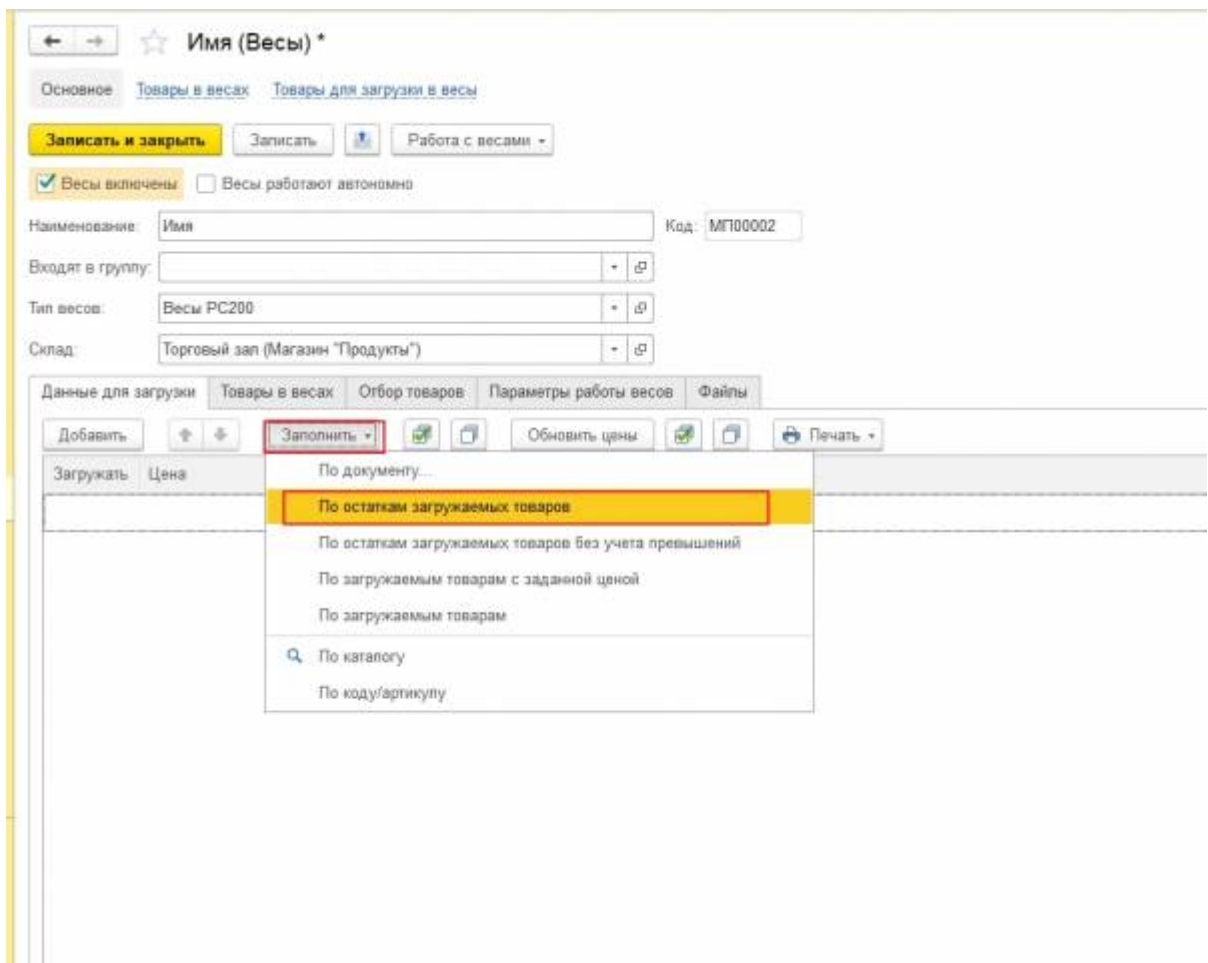 Имя (Весы) *
Основное Товары в весах Товары для загрузки в весы
Записать и закрыть Записать Работа с весами
Весы включены Весы работают автономно
Наименование: Имя Код: МП00002
Входят в группу:
Тип весов: Весы PC200
Склад: Торговый зал (Магазин "Продукты")
Данные для загрузки Товары в весах Отбор товаров Параметры работы весов Файлы
Добавить Заполнить Обновить цены Печать
Загружать Цена
По документу...
По остаткам загружаемых товаров
По остаткам загружаемых товаров без учета превышений
По загружаемым товарам с заданной ценой
По загружаемым товарам
По каталогу
По коду/артикулу